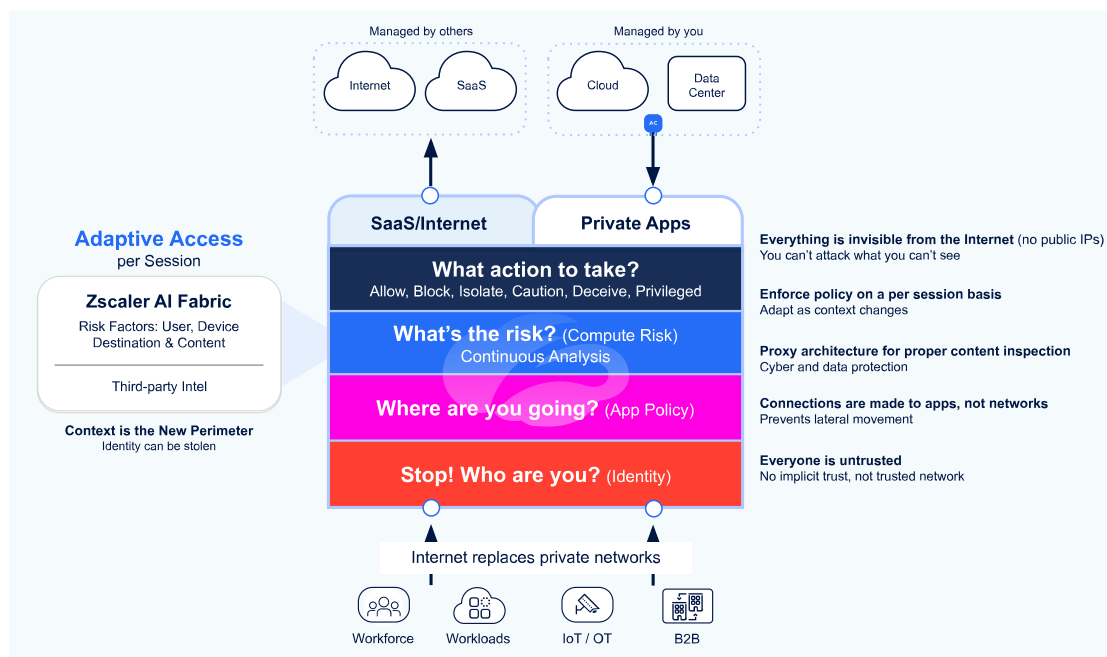 Managed by others
Managed by you
Internet
SaaS
Cloud
Data
Center
AC
SaaS/Internet
Private Apps
Adaptive Access
per Session
Zscaler AI Fabric
Risk Factors: User, Device
Destination & Content
Third-party Intel
Context is the New Perimeter
Identity can be stolen
What action to take?
Allow, Block, Isolate, Caution, Deceive, Privileged
What's the risk? (Compute Risk)
Continuous Analysis
Where are you going? (App Policy)
Stop! Who are you? (Identity)
Everything is invisible from the Internet (no public IPs)
You can't attack what you can't see
Enforce policy on a per session basis
Adapt as context changes
Proxy architecture for proper content inspection
Cyber and data protection
Connections are made to apps, not networks
Prevents lateral movement
Everyone is untrusted
No implicit trust, not trusted network
Internet replaces private networks
Workforce
Workloads
IoT / OT
B2B